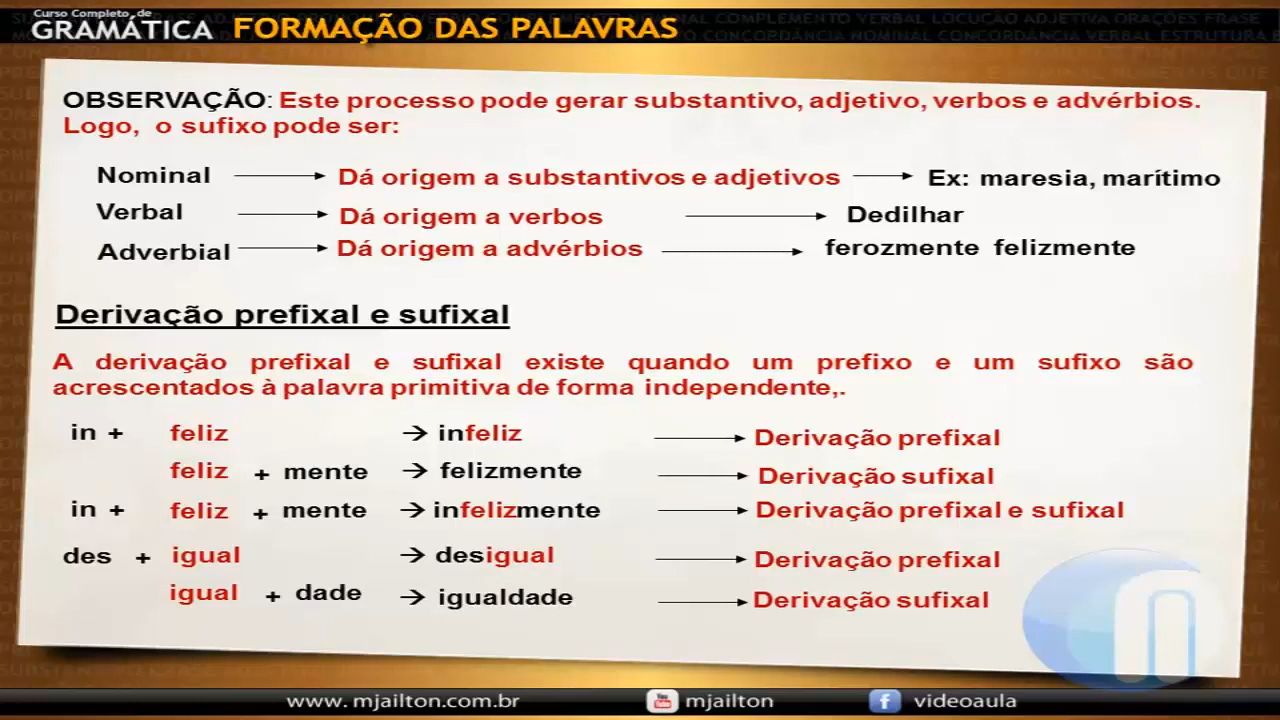 Curso Completo de
GRAMÁTICA FORMAÇÃO DAS PALAVRAS
OBSERVAÇÃO: Este processo pode gerar substantivo, adjetivo, verbos e advérbios.
Logo, o sufixo pode ser:
Nominal → Dá origem a substantivos e adjetivos → Ex: maresia, marítimo
Verbal → Dá origem a verbos → Dedilhar
Adverbial → Dá origem a advérbios → ferozmente felizmente
Derivação prefixal e sufixal
A derivação prefixal e sufixal existe quando um prefixo e um sufixo são
acrescentados à palavra primitiva de forma independente,.
in + feliz → infeliz → Derivação prefixal
feliz + mente → felizmente → Derivação sufixal
in + feliz + mente → infelizmente → Derivação prefixal e sufixal
des + igual → desigual → Derivação prefixal
igual + dade → igualdade → Derivação sufixal
www.mjailton.com.br You Tube mjailton f videoaula